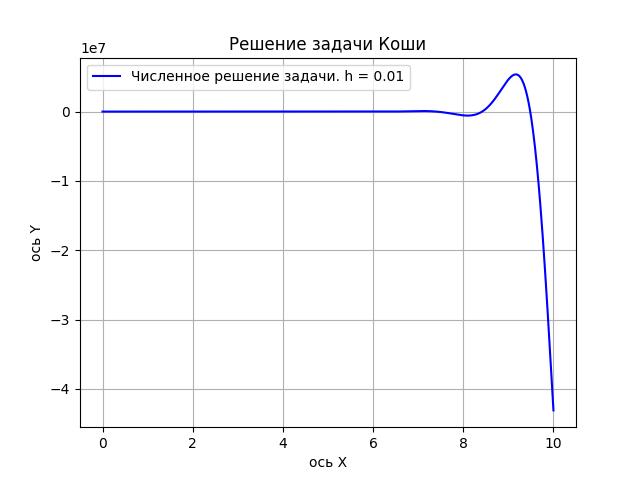 Решение задачи Коши
1e7
Численное решение задачи. h = 0.01
0
−1
−2
−3
−4
ось Y
0 2 4 6 8 10
ось X